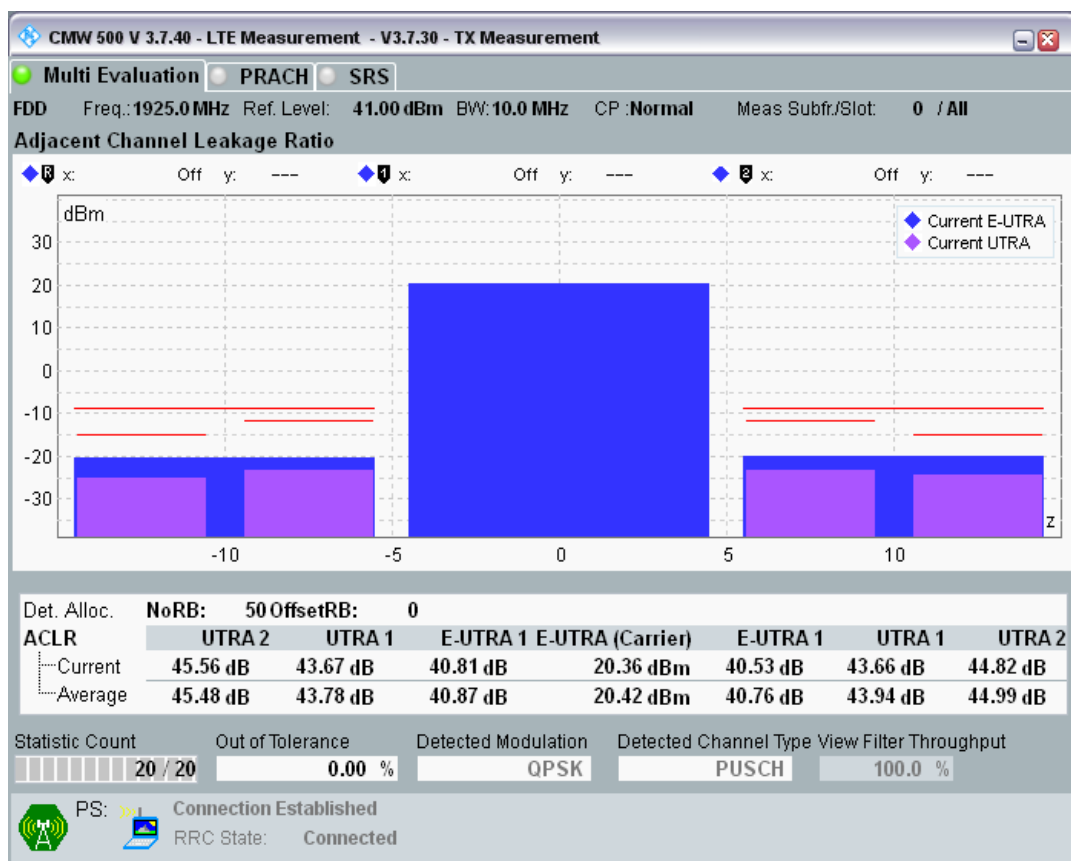 CMW 500 V 3.7.40 - LTE Measurement - V3.7.30 - TX Measurement
Multi Evaluation PRACH SRS
FDD Freq.: 1925.0 MHz Ref. Level: 41.00 dBm BW: 10.0 MHz CP : Normal Meas Subfr./Slot: 0 / All
Adjacent Channel Leakage Ratio
R x: Off y: --- 1 x: Off y: --- 2 x: Off y: ---
dBm
Current E-UTRA
Current UTRA
30
20
10
0
-10
-20
-30
z
-10 -5 0 5 10
Det. Alloc. NoRB: 50 OffsetRB: 0
ACLR UTRA 2 UTRA 1 E-UTRA 1 E-UTRA (Carrier) E-UTRA 1 UTRA 1 UTRA 2
Current 45.56 dB 43.67 dB 40.81 dB 20.36 dBm 40.53 dB 43.66 dB 44.82 dB
Average 45.48 dB 43.78 dB 40.87 dB 20.42 dBm 40.76 dB 43.94 dB 44.99 dB
Statistic Count Out of Tolerance Detected Modulation Detected Channel Type View Filter Throughput
20 / 20 0.00 % QPSK PUSCH 100.0 %
PS: Connection Established
RRC State: Connected